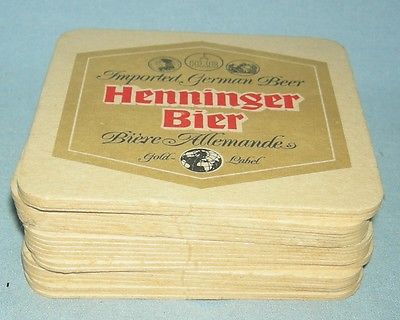 Imported German Beer
Henninger
Bier
Bière Allemande
Gold- Label